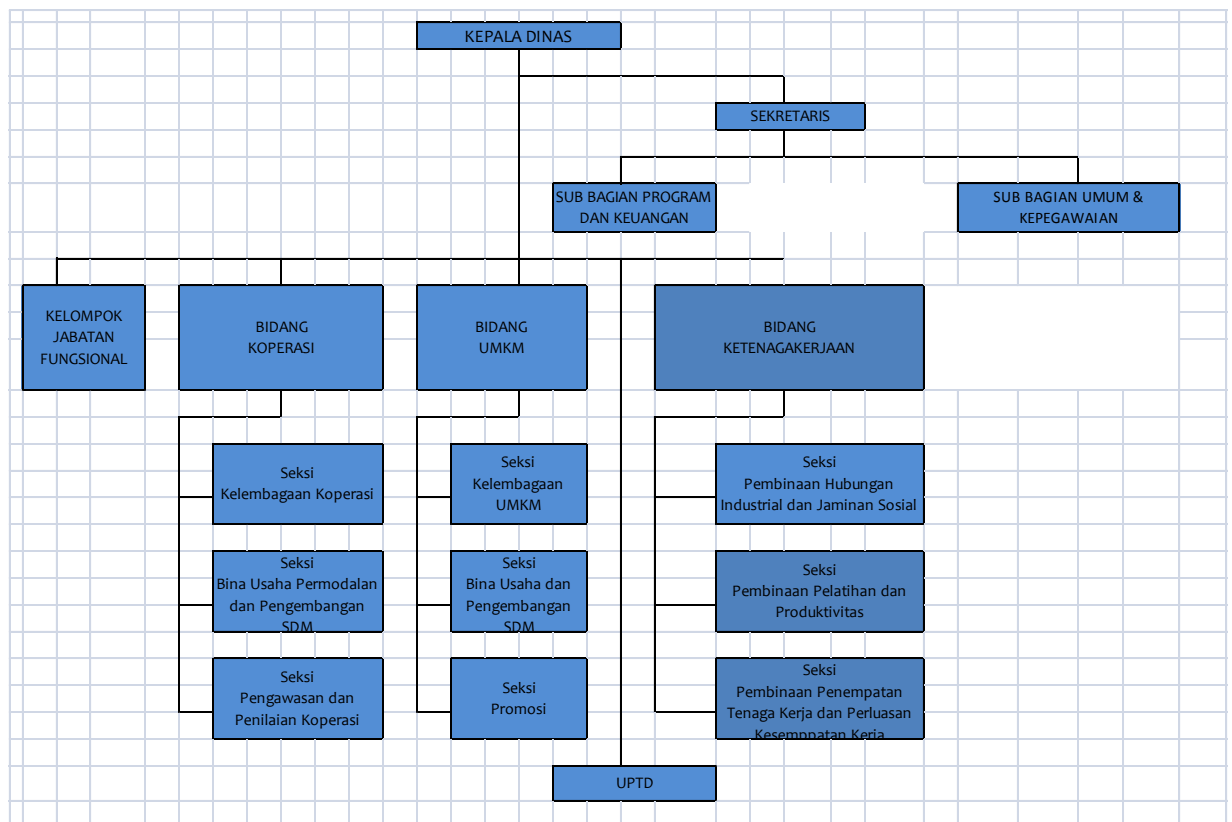 KEPALA DINAS
SEKRETARIS
SUB BAGIAN PROGRAM
DAN KEUANGAN
SUB BAGIAN UMUM &
KEPEGAWAIAN
KELOMPOK
JABATAN
FUNGSIONAL
BIDANG
KOPERASI
BIDANG
UMKM
BIDANG
KETENAGAKERJAAN
Seksi
Kelembagaan Koperasi
Seksi
Kelembagaan
UMKM
Seksi
Pembinaan Hubungan
Industrial dan Jaminan Sosial
Seksi
Bina Usaha Permodalan
dan Pengembangan
SDM
Seksi
Bina Usaha dan
Pengembangan
SDM
Seksi
Pembinaan Pelatihan dan
Produktivitas
Seksi
Pengawasan dan
Penilaian Koperasi
Seksi
Promosi
Seksi
Pembinaan Penempatan
Tenaga Kerja dan Perluasan
Kesemppatan Kerja
UPTD